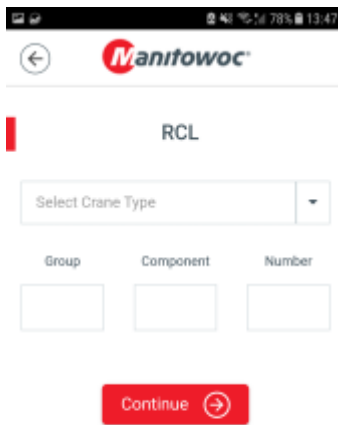 78% 13:47
Manitowoc
RCL
Select Crane Type
Group Component Number
Continue